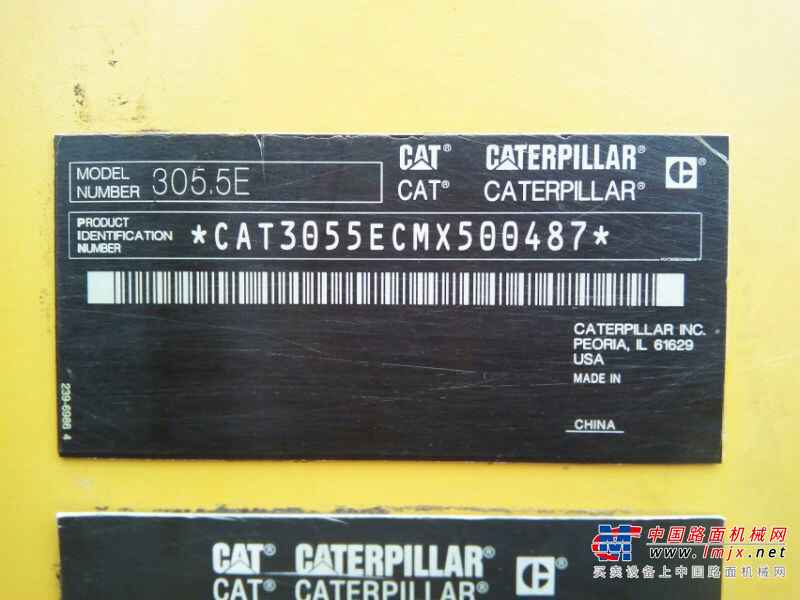 MODEL NUMBER 305.5E
CAT® CATERPILLAR®
CAT® CATERPILLAR®
PRODUCT
IDENTIFICATION
NUMBER
*CAT3055ECMX500487*
CATERPILLAR INC.
PEORIA, IL 61629
USA
MADE IN
CHINA
239-6986 4
CAT® CATERPILLAR®
CAT® CATERPILLAR®
中国路面机械网
www.lmjx.net
买卖设备上中国路面机械网